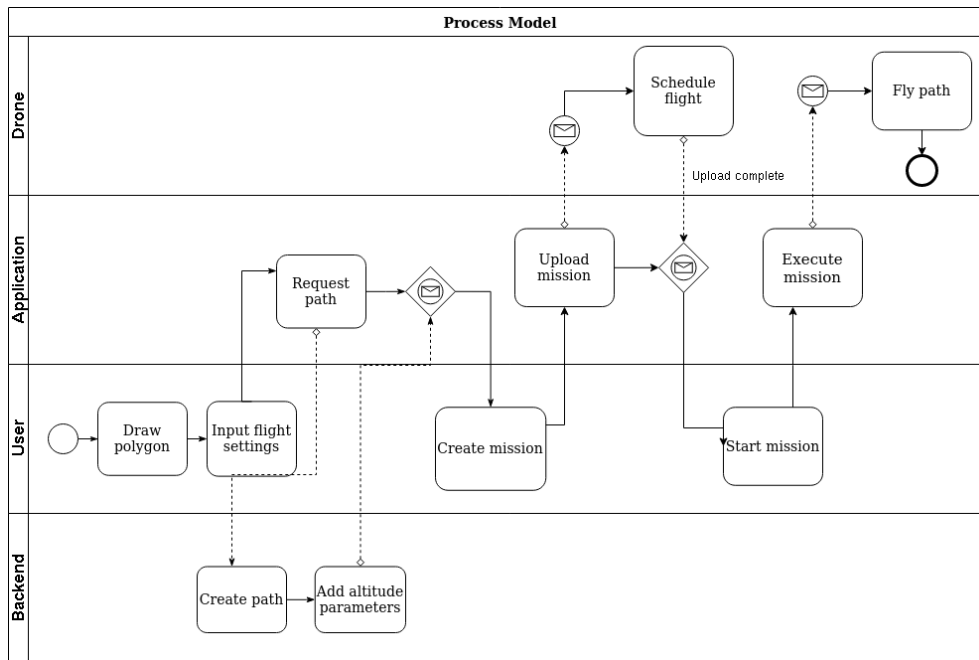 Process Model
Drone
Schedule
flight
Fly path
Upload complete
Application
Request
path
Upload
mission
Execute
mission
User
Draw
polygon
Input flight
settings
Create mission
Start mission
Backend
Create path
Add altitude
parameters